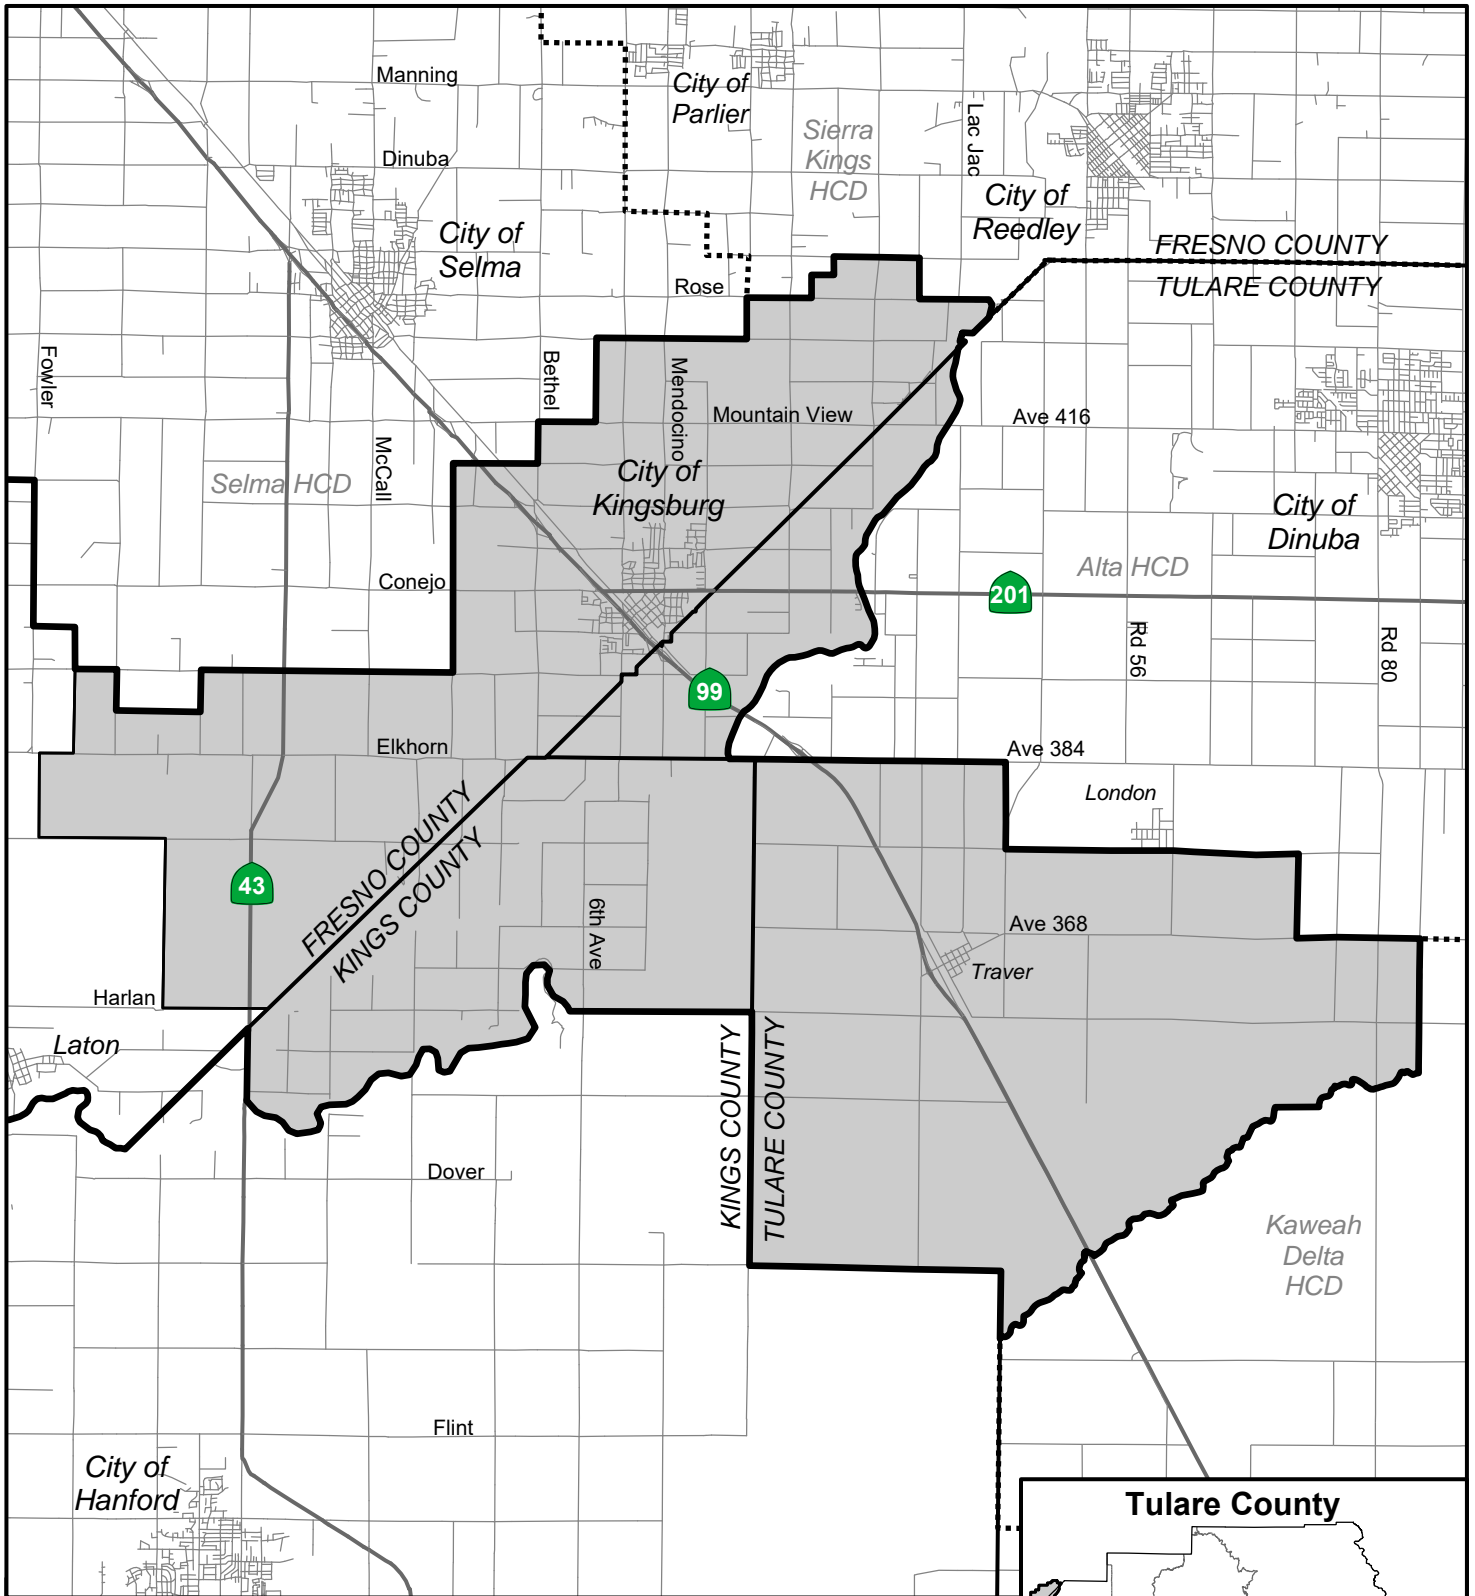 Manning
City of
Parlier
Sierra
Kings
HCD
Lac Jac
Dinuba
City of
Reedley
City of
Selma
FRESNO COUNTY
TULARE COUNTY
Rose
Fowler
Bethel
Mendocino
Mountain View
Ave 416
McCall
Selma HCD
City of
Kingsburg
City of
Dinuba
Alta HCD
Conejo
201
Rd 56
Rd 80
99
Elkhorn
Ave 384
London
FRESNO COUNTY
KINGS COUNTY
43
6th Ave
Ave 368
Traver
Harlan
Laton
KINGS COUNTY
TULARE COUNTY
Dover
Kaweah
Delta
HCD
Flint
City of
Hanford
Tulare County